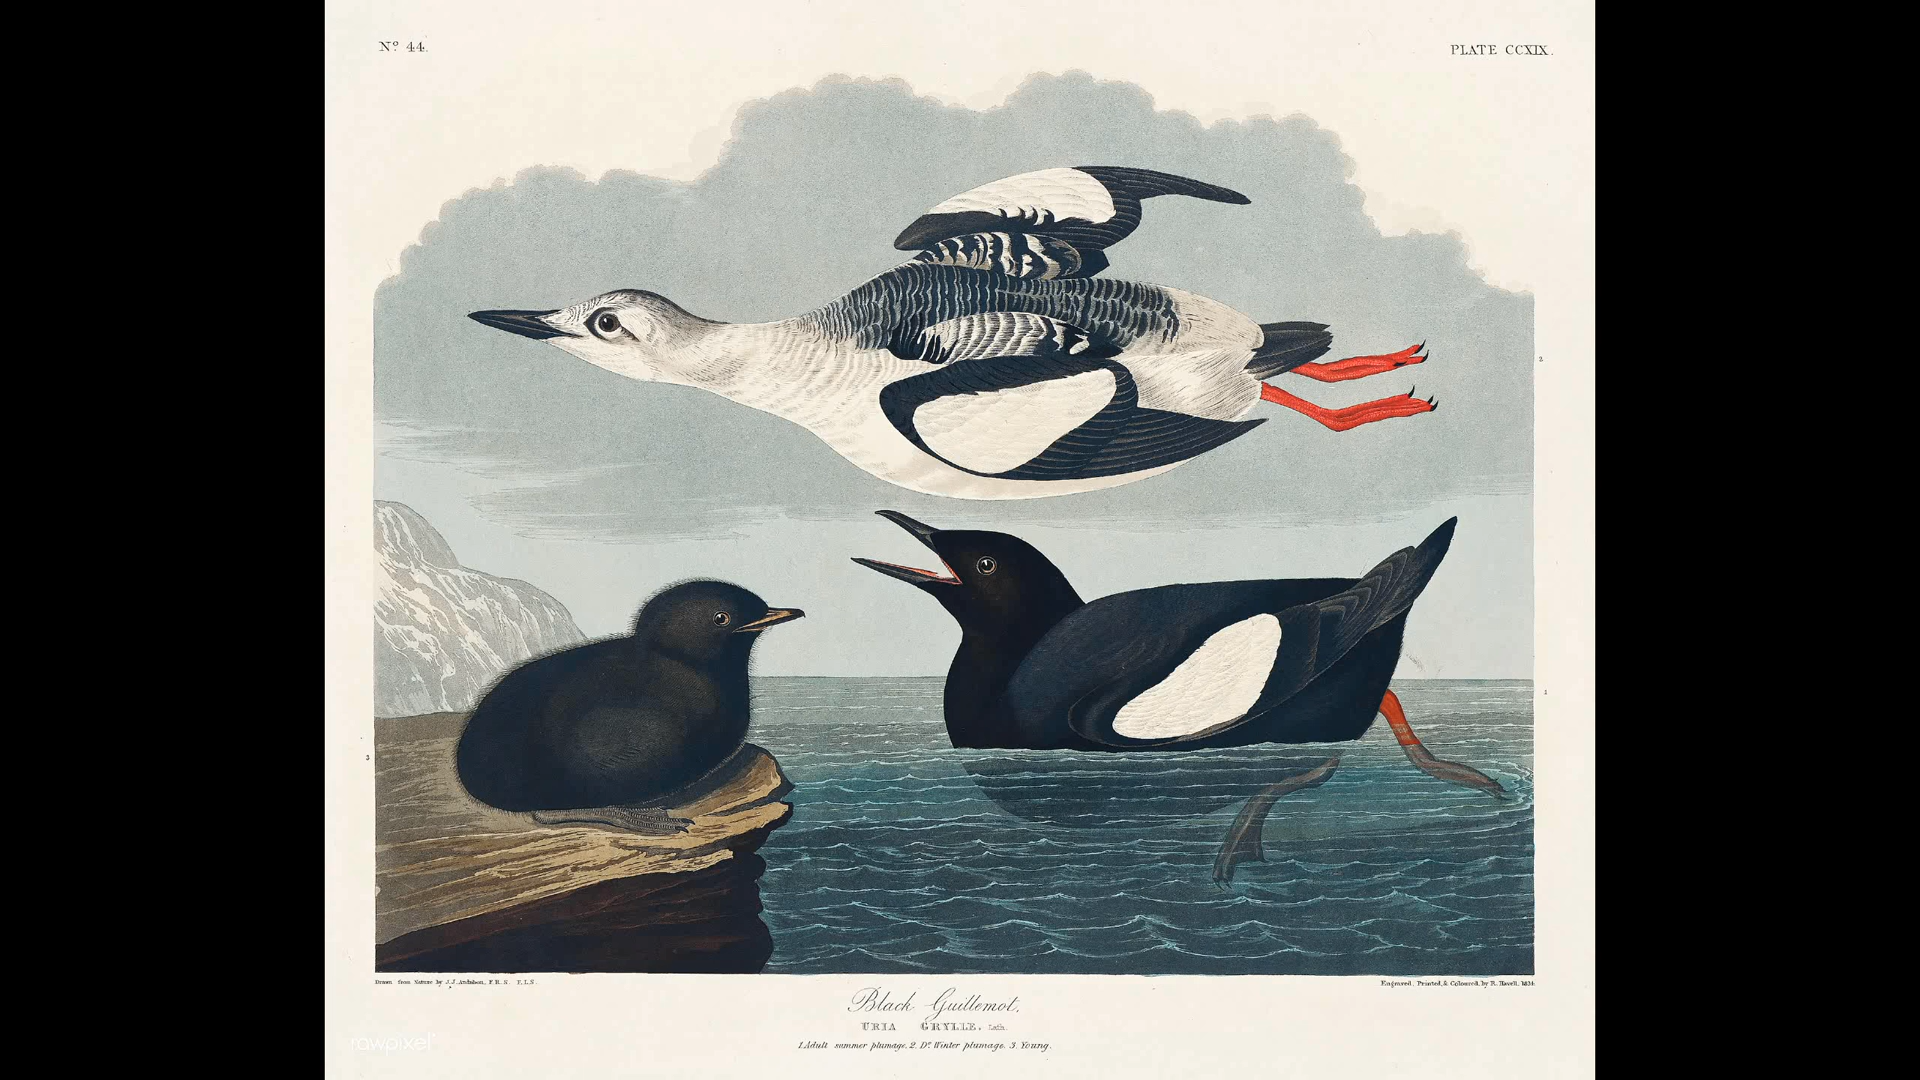 Nº 44.
PLATE CCXIX.
2
1
3
Drawn from Nature by J.J.Audubon, F.R.S. F.L.S.
Engraved, Printed, & Coloured, by R. Havell, 1834.
Black Guillemot,
URIA GRYLLE, Lath.
1.Adult summer plumage. 2. Dº Winter plumage. 3. Young.
rawpixel